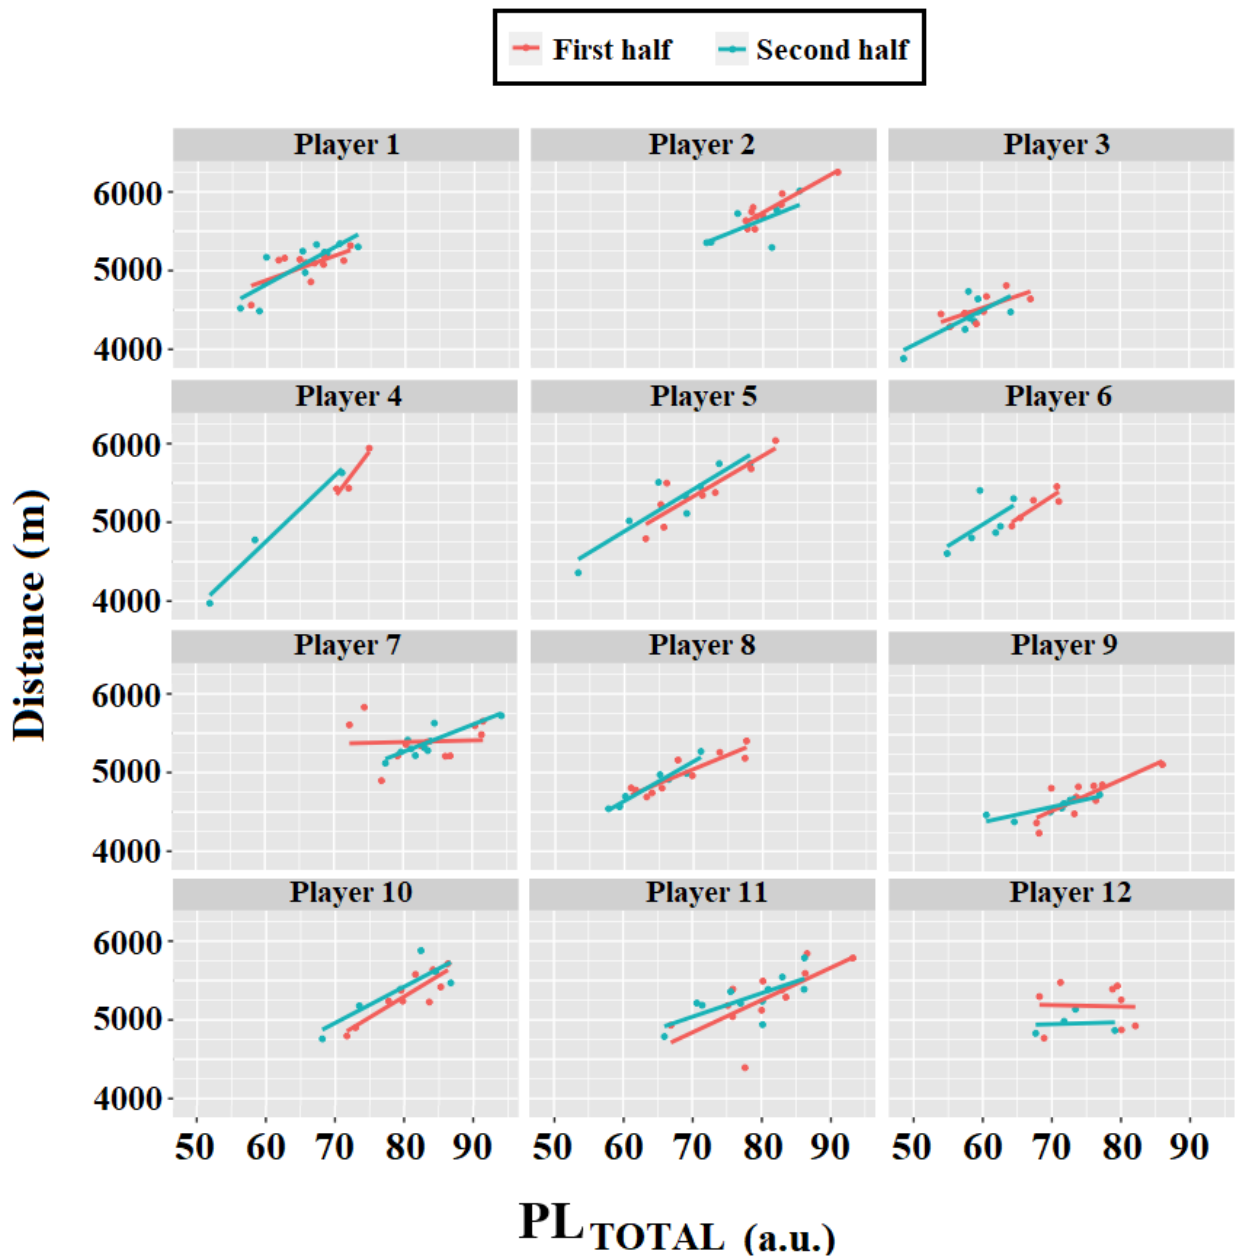 First half Second half
Player 1 Player 2 Player 3
6000
5000
4000
Player 4 Player 5 Player 6
6000
5000
4000
Player 7 Player 8 Player 9
6000
5000
4000
Player 10 Player 11 Player 12
6000
5000
4000
50 60 70 80 90 50 60 70 80 90 50 60 70 80 90
Distance (m)
PL TOTAL (a.u.)